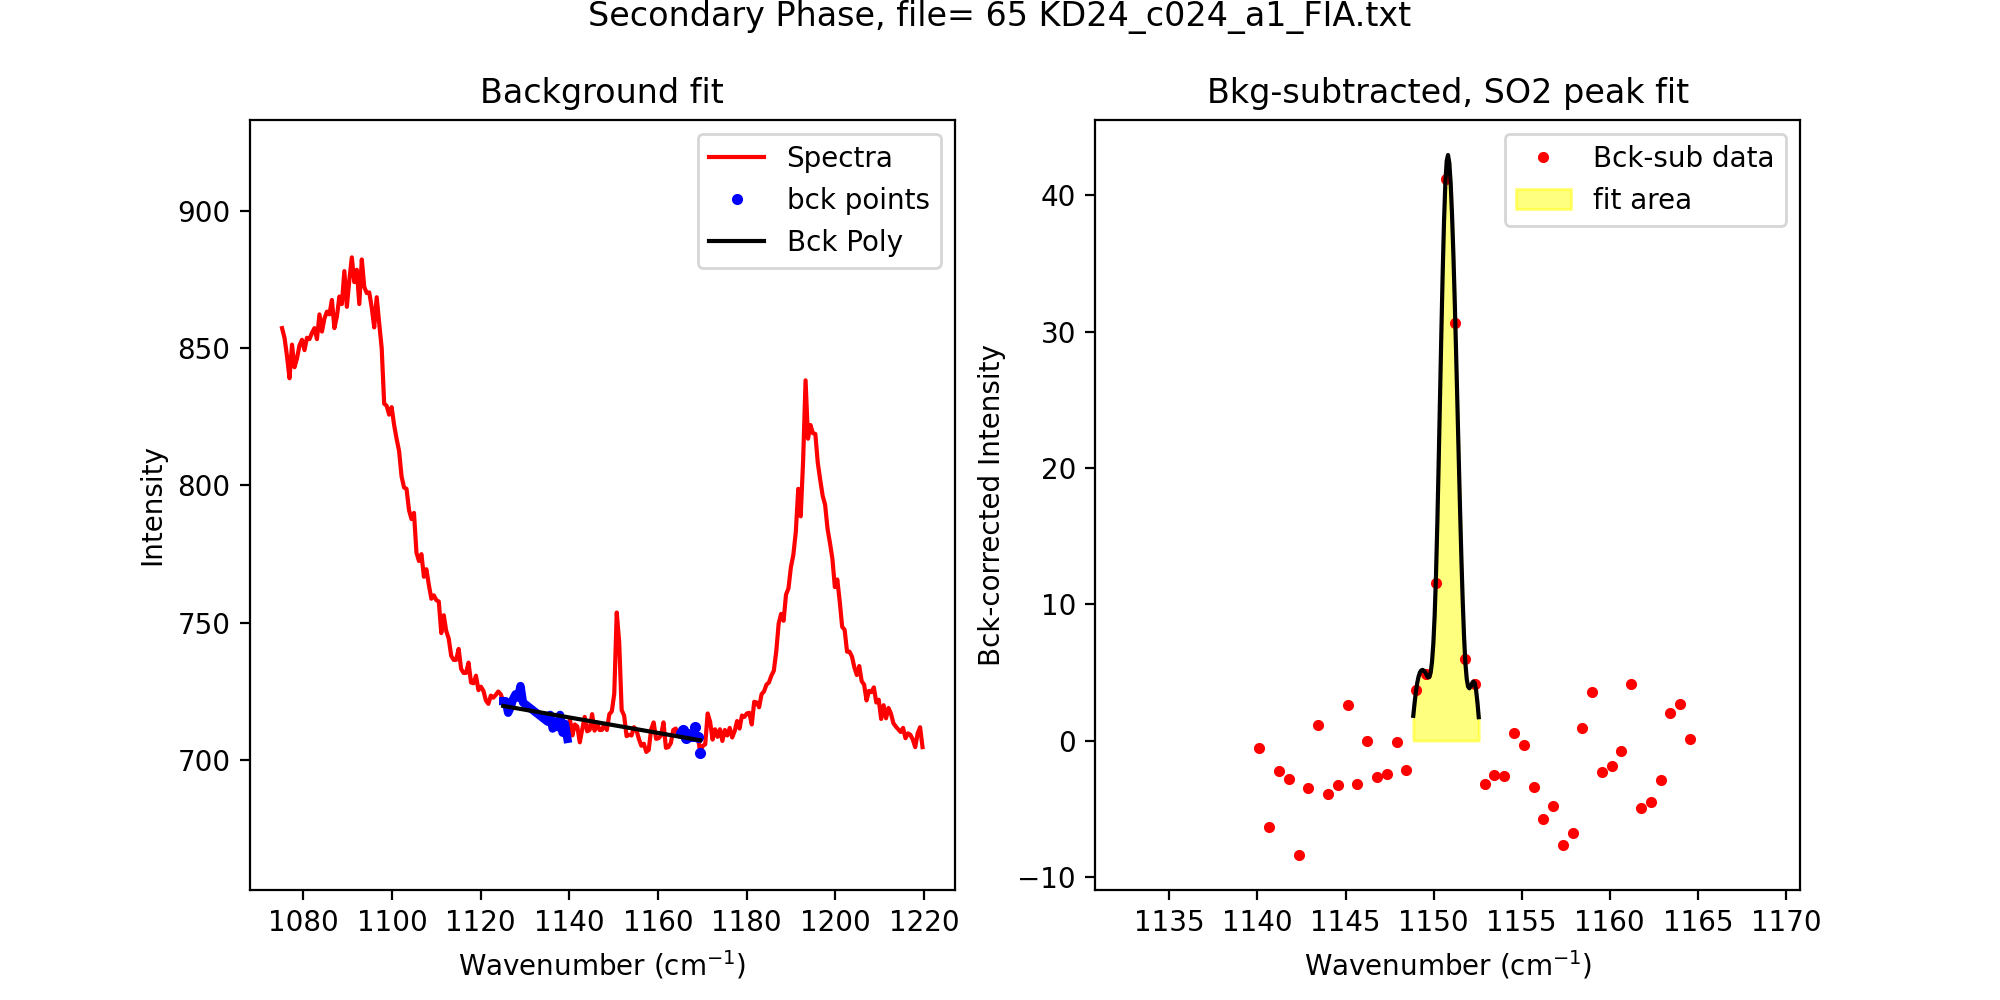 Secondary Phase, file= 65 KD24_c024_a1_FIA.txt
Background fit
Spectra
bck points
Bck Poly
900
850
800
750
700
Intensity
1080 1100 1120 1140 1160 1180 1200 1220
Wavenumber (cm⁻¹)
Bkg-subtracted, SO2 peak fit
Bck-sub data
fit area
40
30
20
10
0
−10
Bck-corrected Intensity
1135 1140 1145 1150 1155 1160 1165 1170
Wavenumber (cm⁻¹)